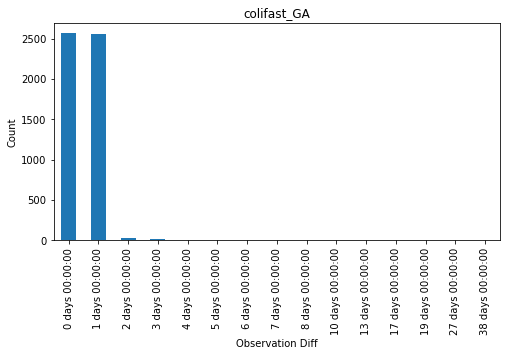 colifast_GA
Count
2500
2000
1500
1000
500
0
0 days 00:00:00
1 days 00:00:00
2 days 00:00:00
3 days 00:00:00
4 days 00:00:00
5 days 00:00:00
6 days 00:00:00
7 days 00:00:00
8 days 00:00:00
10 days 00:00:00
13 days 00:00:00
17 days 00:00:00
19 days 00:00:00
27 days 00:00:00
38 days 00:00:00
Observation Diff